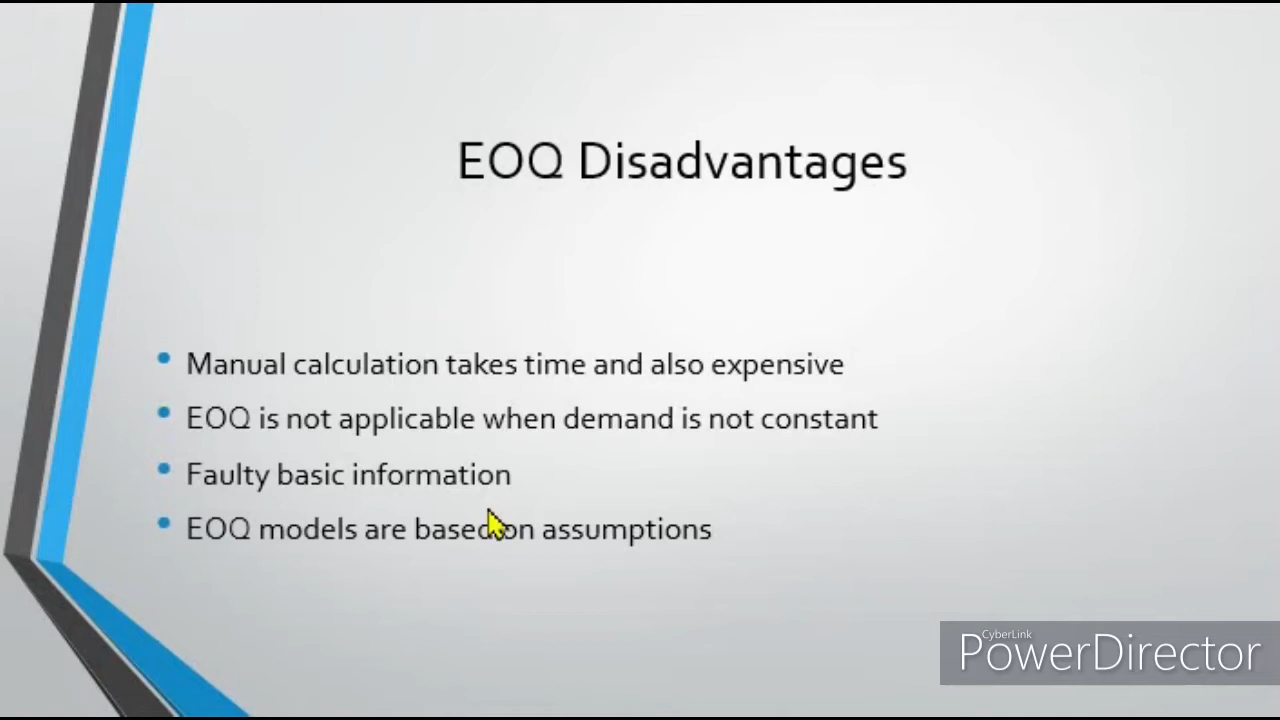 EOQ Disadvantages
Manual calculation takes time and also expensive
EOQ is not applicable when demand is not constant
Faulty basic information
EOQ models are based on assumptions
CyberLink
PowerDirector